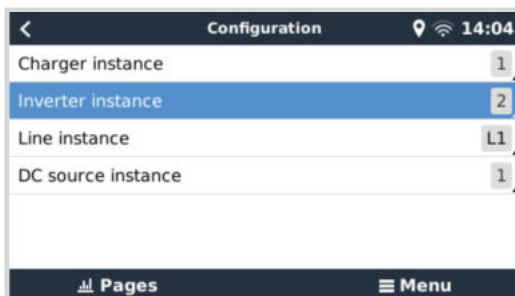 Configuration 14:04
Charger instance 1
Inverter instance 2
Line instance L1
DC source instance 1
Pages Menu